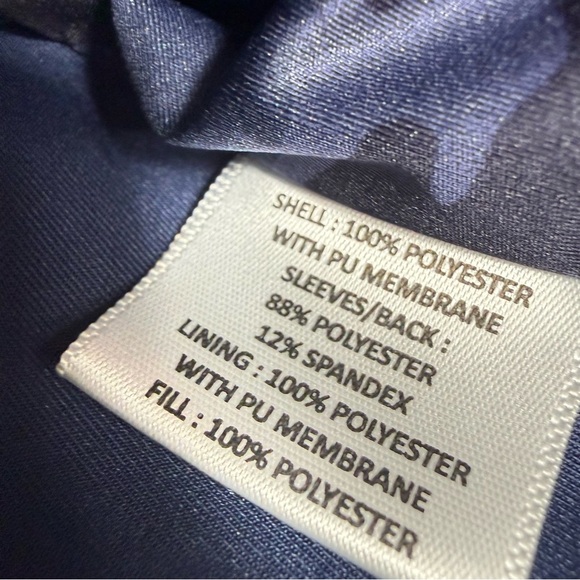 SHELL : 100% POLYESTER
WITH PU MEMBRANE
SLEEVES/BACK :
88% POLYESTER
12% SPANDEX
LINING : 100% POLYESTER
WITH PU MEMBRANE
FILL : 100%
POLYESTER